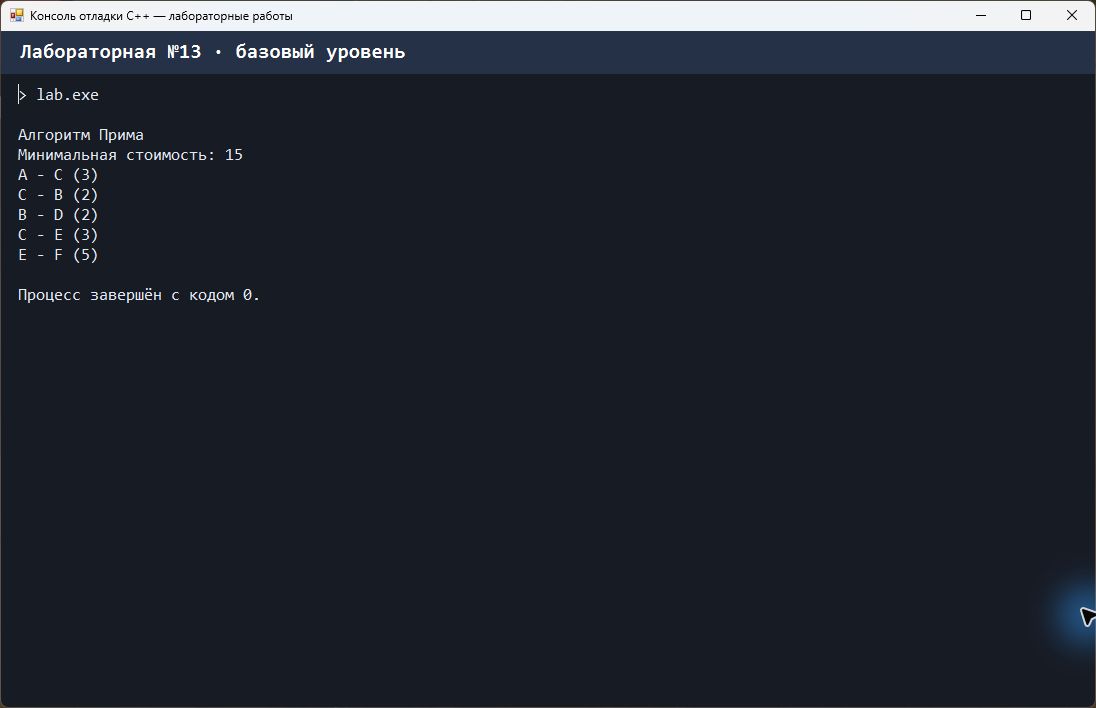 Консоль отладки C++ — лабораторные работы
Лабораторная №13 · базовый уровень
> lab.exe
Алгоритм Прима
Минимальная стоимость: 15
A - C (3)
C - B (2)
B - D (2)
C - E (3)
E - F (5)
Процесс завершён с кодом 0.